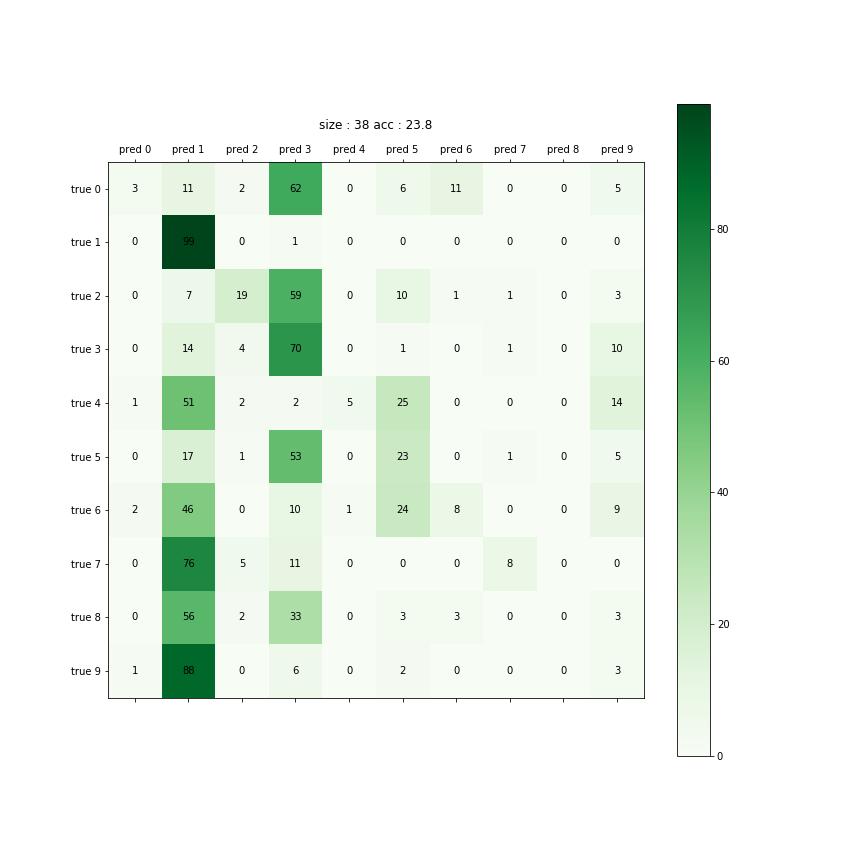 size : 38 acc : 23.8
pred 0 pred 1 pred 2 pred 3 pred 4 pred 5 pred 6 pred 7 pred 8 pred 9
true 0 3 11 2 62 0 6 11 0 0 5
true 1 0 99 0 1 0 0 0 0 0 0
80
true 2 0 7 19 59 0 10 1 1 0 3
true 3 0 14 4 70 0 1 0 1 0 10
60
true 4 1 51 2 2 5 25 0 0 0 14
true 5 0 17 1 53 0 23 0 1 0 5
40
true 6 2 46 0 10 1 24 8 0 0 9
true 7 0 76 5 11 0 0 0 8 0 0
true 8 0 56 2 33 0 3 3 0 0 3
20
true 9 1 88 0 6 0 2 0 0 0 3
0